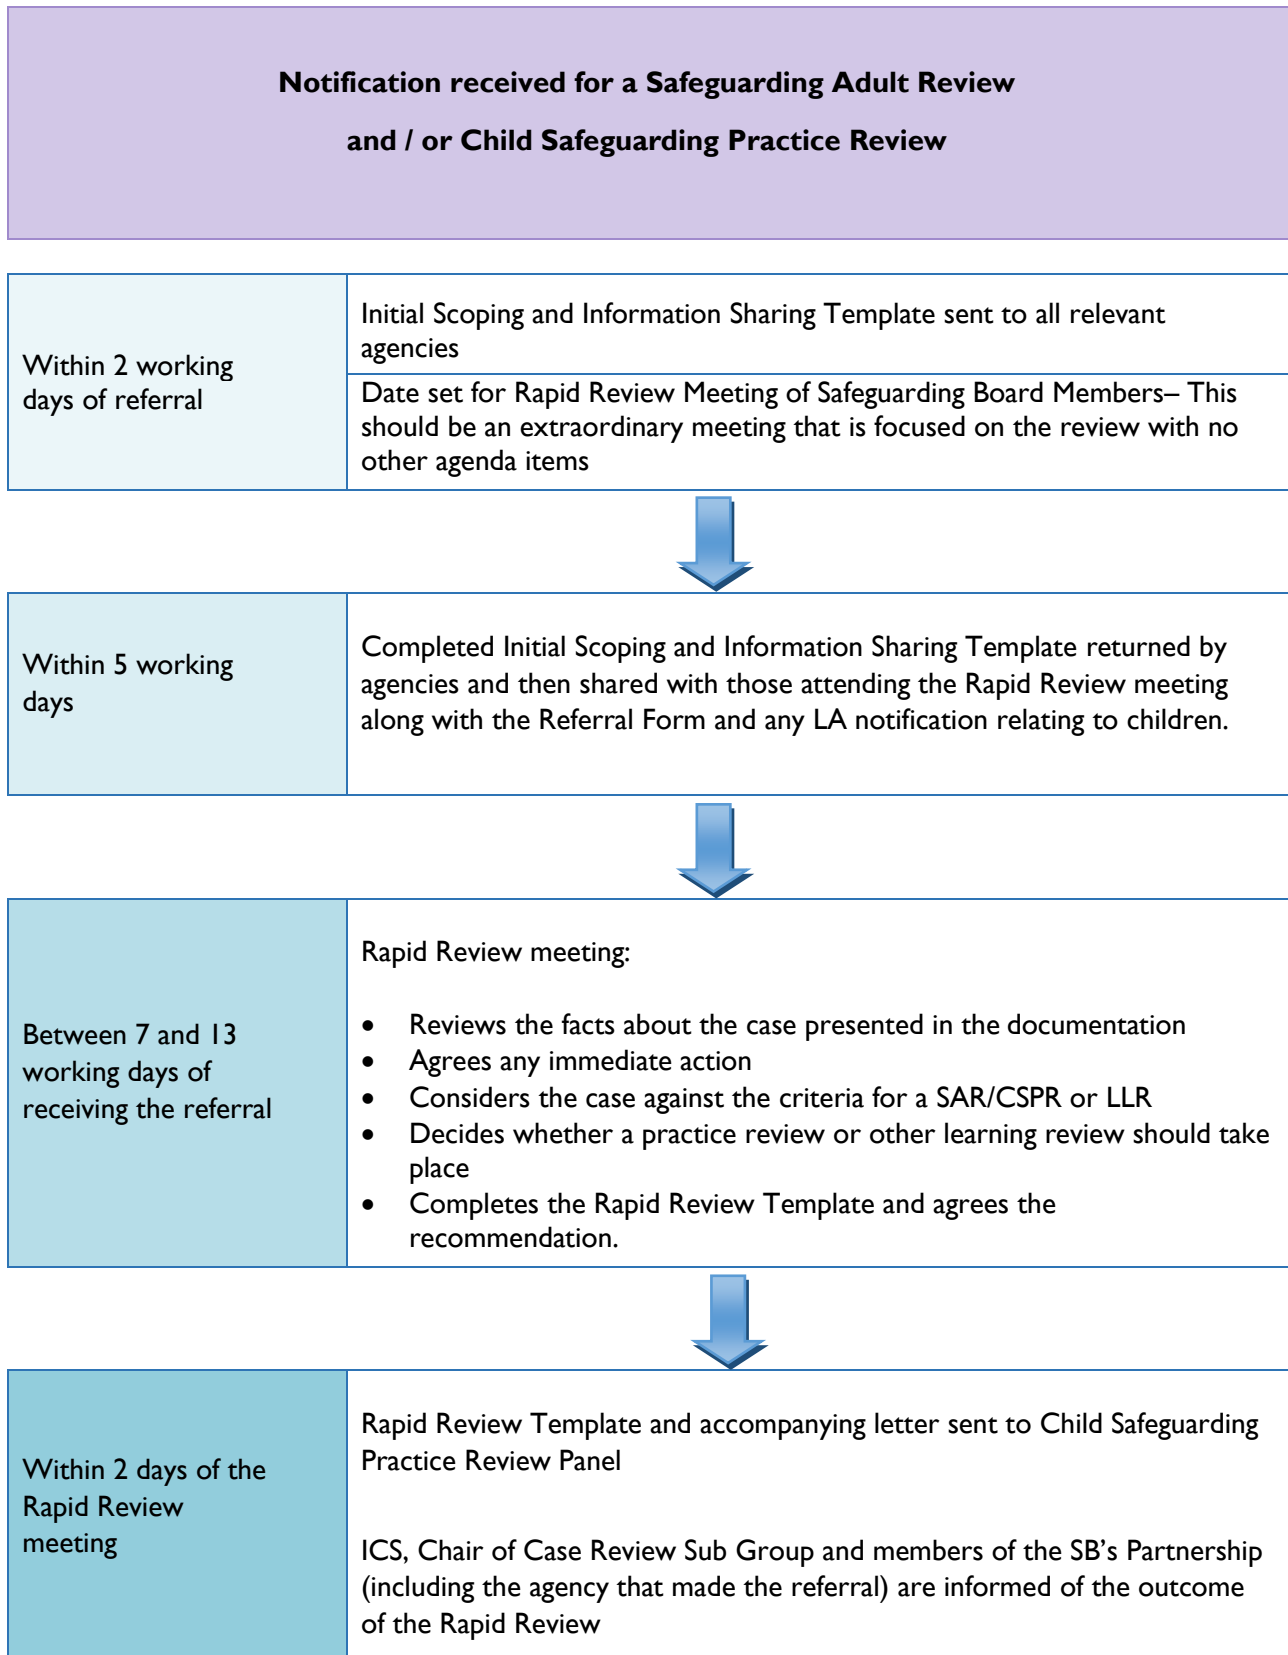 Notification received for a Safeguarding Adult Review
and / or Child Safeguarding Practice Review
Within 2 working
days of referral
Initial Scoping and Information Sharing Template sent to all relevant
agencies
Date set for Rapid Review Meeting of Safeguarding Board Members– This
should be an extraordinary meeting that is focused on the review with no
other agenda items
Within 5 working
days
Completed Initial Scoping and Information Sharing Template returned by
agencies and then shared with those attending the Rapid Review meeting
along with the Referral Form and any LA notification relating to children.
Between 7 and 13
working days of
receiving the referral
Rapid Review meeting:
• Reviews the facts about the case presented in the documentation
• Agrees any immediate action
• Considers the case against the criteria for a SAR/CSPR or LLR
• Decides whether a practice review or other learning review should take
place
• Completes the Rapid Review Template and agrees the
recommendation.
Within 2 days of the
Rapid Review
meeting
Rapid Review Template and accompanying letter sent to Child Safeguarding
Practice Review Panel
ICS, Chair of Case Review Sub Group and members of the SB’s Partnership
(including the agency that made the referral) are informed of the outcome
of the Rapid Review